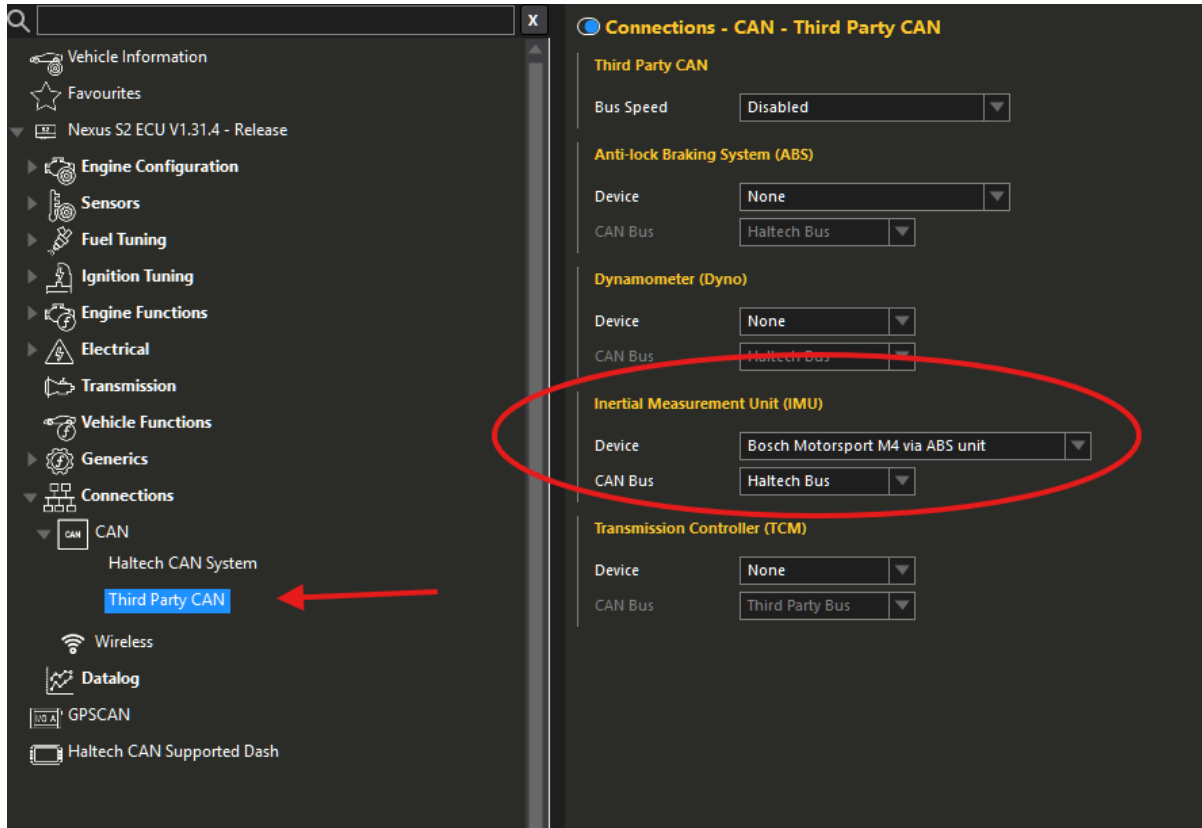 X
Vehicle Information
Favourites
Nexus S2 ECU V1.31.4 - Release
Engine Configuration
Sensors
Fuel Tuning
Ignition Tuning
Engine Functions
Electrical
Transmission
Vehicle Functions
Generics
Connections
CAN CAN
Haltech CAN System
Third Party CAN
Wireless
Datalog
I/O A GPSCAN
Haltech CAN Supported Dash
Connections - CAN - Third Party CAN
Third Party CAN
Bus Speed Disabled
Anti-lock Braking System (ABS)
Device None
CAN Bus Haltech Bus
Dynamometer (Dyno)
Device None
CAN Bus Haltech Bus
Inertial Measurement Unit (IMU)
Device Bosch Motorsport M4 via ABS unit
CAN Bus Haltech Bus
Transmission Controller (TCM)
Device None
CAN Bus Third Party Bus